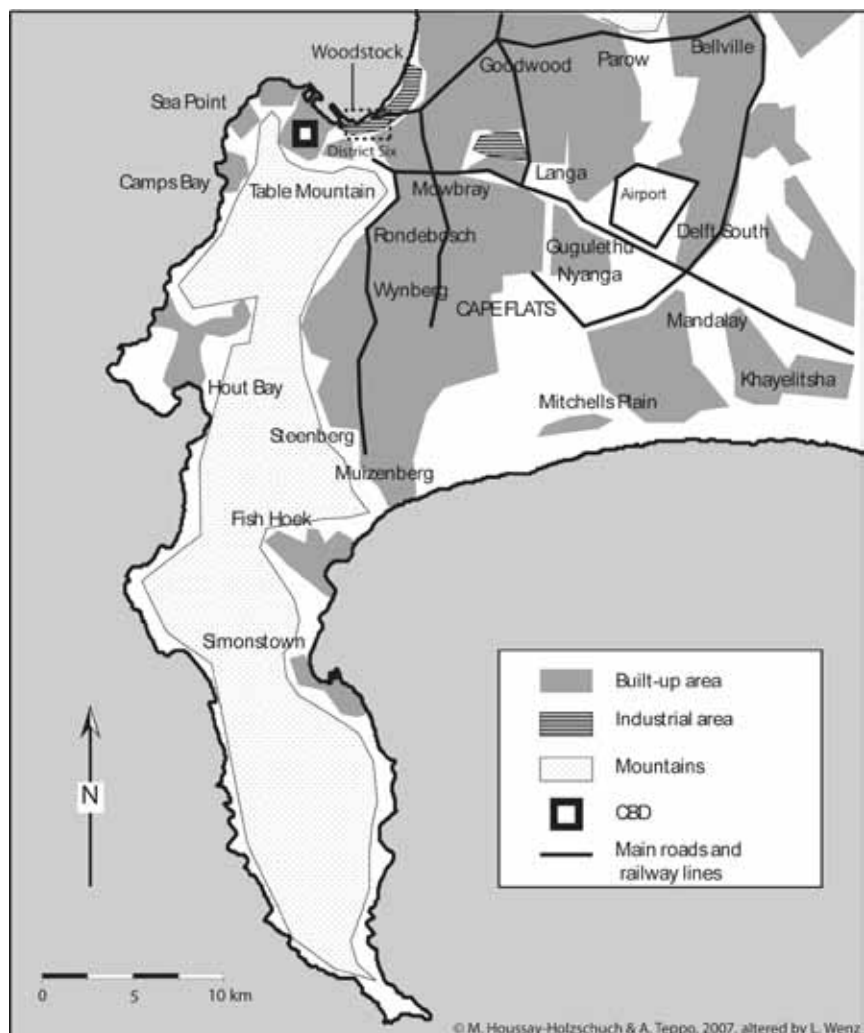 Woodstock
Goodwood
Parow
Bellville
Sea Point
District Six
Camps Bay
Table Mountain
Mowbray
Langa
Airport
Rondebosch
Gugulethu
Delft South
Nyanga
Wynberg
CAPE FLATS
Mandalay
Hout Bay
Mitchells Plain
Khayelitsha
Steenberg
Muizenberg
Fish Hoek
Simonstown
Built-up area
Industrial area
Mountains
CBD
Main roads and
railway lines
N
0 5 10 km
© M. Houssay-Holzschuch & A. Teppo, 2007, altered by L. Wenz